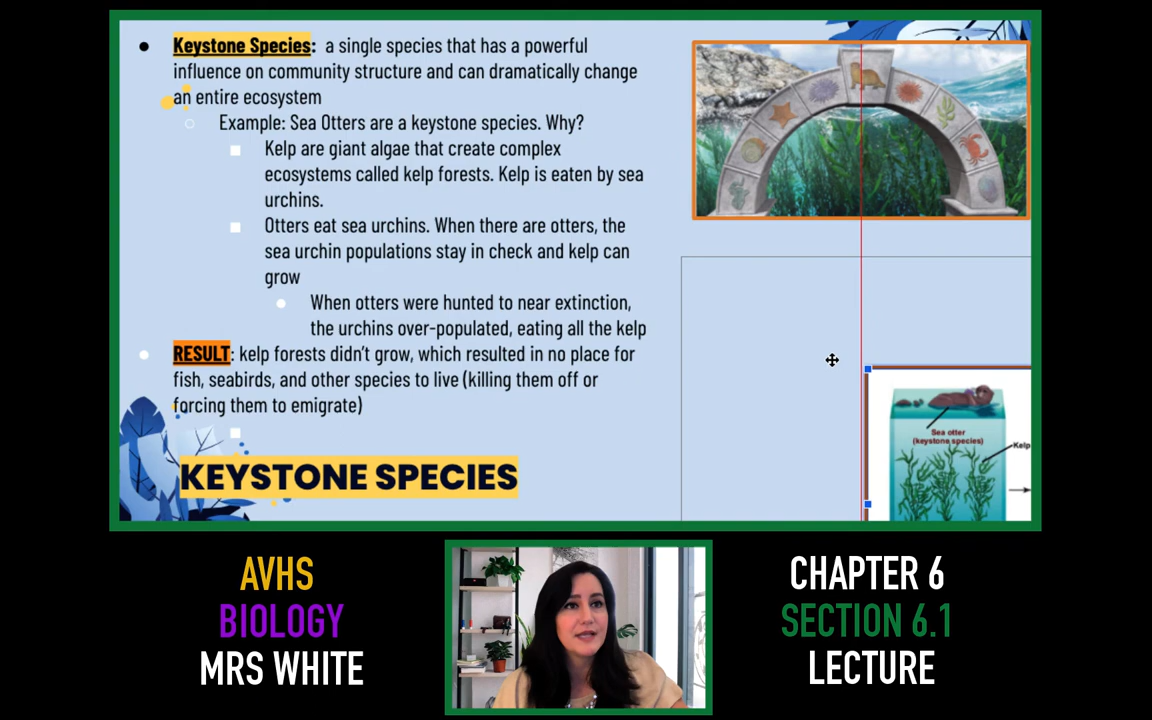 Keystone Species: a single species that has a powerful
influence on community structure and can dramatically change
an entire ecosystem
Example: Sea Otters are a keystone species. Why?
Kelp are giant algae that create complex
ecosystems called kelp forests. Kelp is eaten by sea
urchins.
Otters eat sea urchins. When there are otters, the
sea urchin populations stay in check and kelp can
grow
When otters were hunted to near extinction,
the urchins over-populated, eating all the kelp
RESULT: kelp forests didn't grow, which resulted in no place for
fish, seabirds, and other species to live (killing them off or
forcing them to emigrate)
KEYSTONE SPECIES
Sea otter
(keystone species)
Kelp
AVHS
BIOLOGY
MRS WHITE
CHAPTER 6
SECTION 6.1
LECTURE